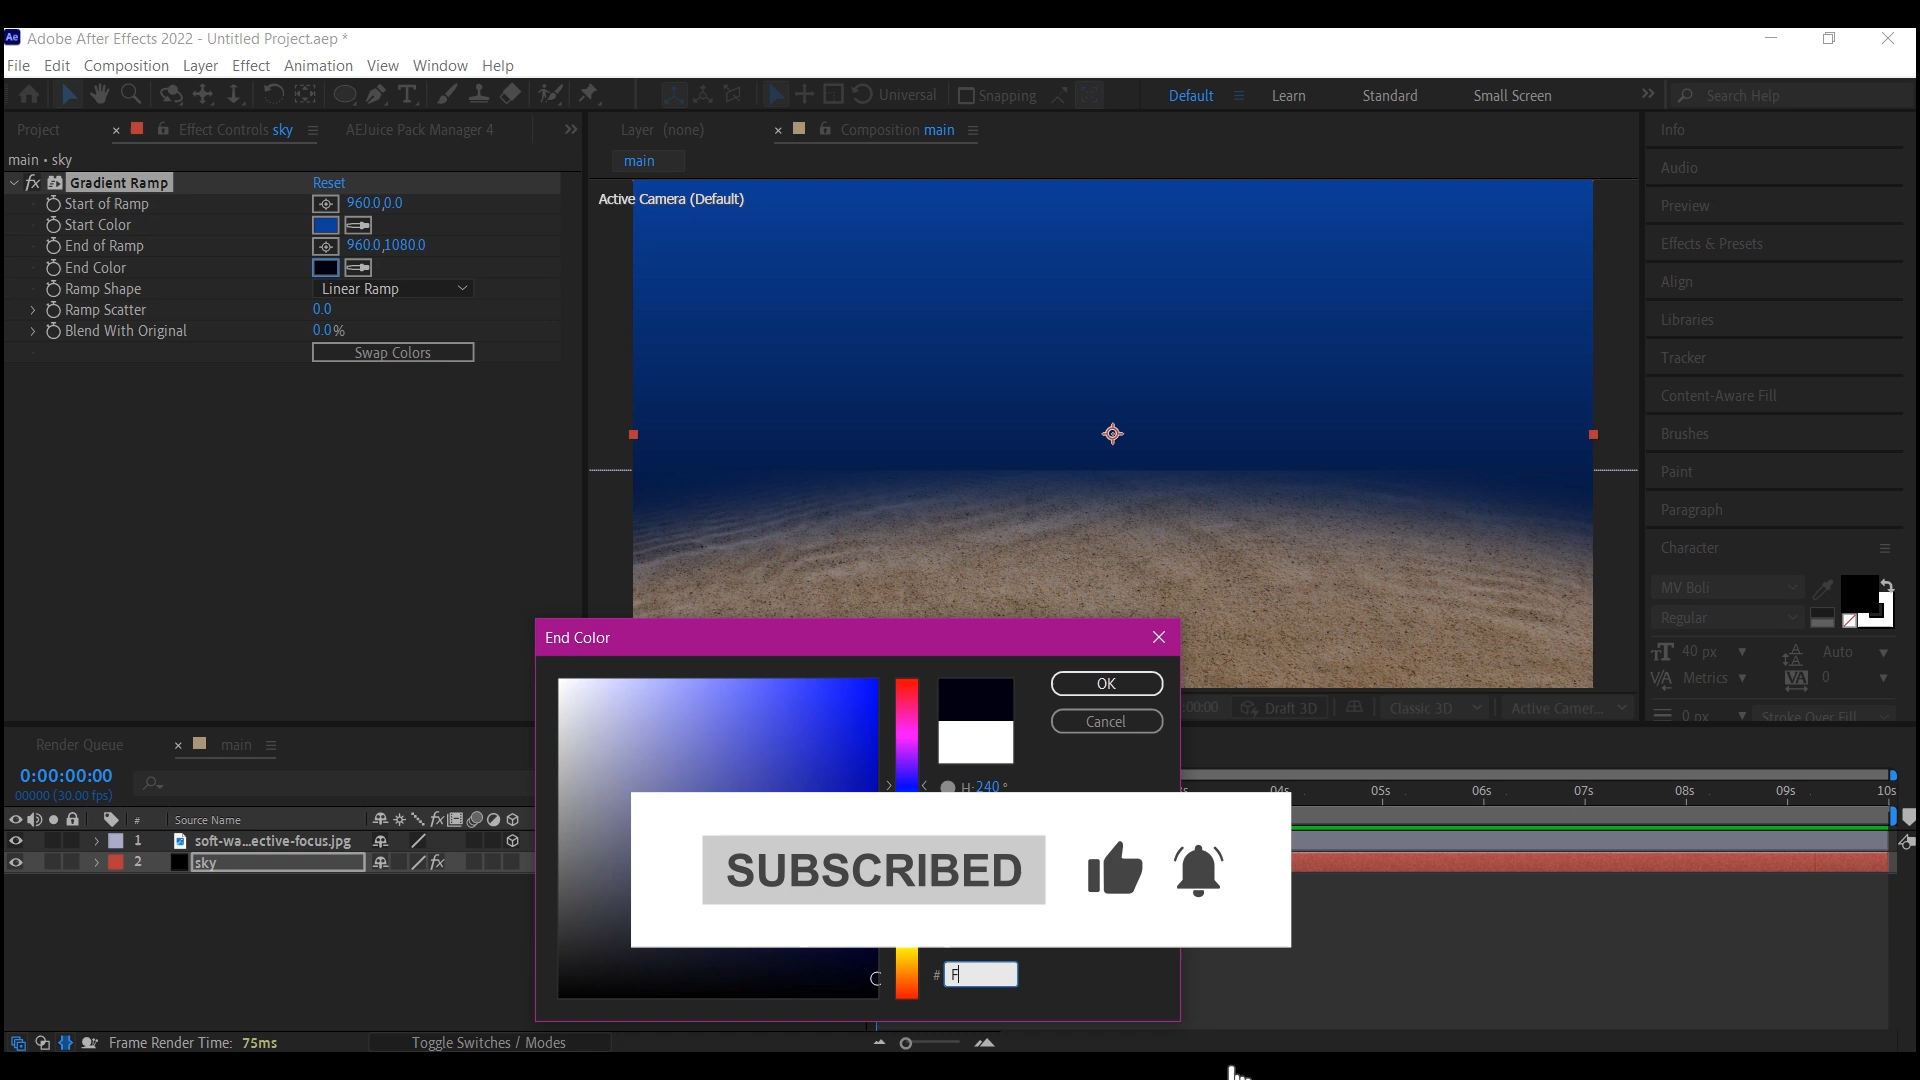 Ae Adobe After Effects 2022 - Untitled Project.aep *
File Edit Composition Layer Effect Animation View Window Help
Universal Snapping Default Learn Standard Small Screen Search Help
Project Effect Controls sky AEJuice Pack Manager 4
main • sky
fx Gradient Ramp Reset
Start of Ramp 960.0,0.0
Start Color
End of Ramp 960.0,1080.0
End Color
Ramp Shape Linear Ramp
Ramp Scatter 0.0
Blend With Original 0.0%
Swap Colors
Layer (none) Composition main
main
Active Camera (Default)
Info
Audio
Preview
Effects & Presets
Align
Libraries
Tracker
Content-Aware Fill
Brushes
Paint
Paragraph
Character
MV Boli
Regular
40 px Auto
Metrics 0
0 px Stroke Over Fill
:00:00 Draft 3D Classic 3D Active Camer...
End Color
OK
Cancel
H: 240 °
# F
SUBSCRIBED
Render Queue main
0:00:00:00
00000 (30.00 fps)
04s 05s 06s 07s 08s 09s 10s
# Source Name fx
1 soft-wa...ective-focus.jpg
2 sky fx
Frame Render Time: 75ms Toggle Switches / Modes